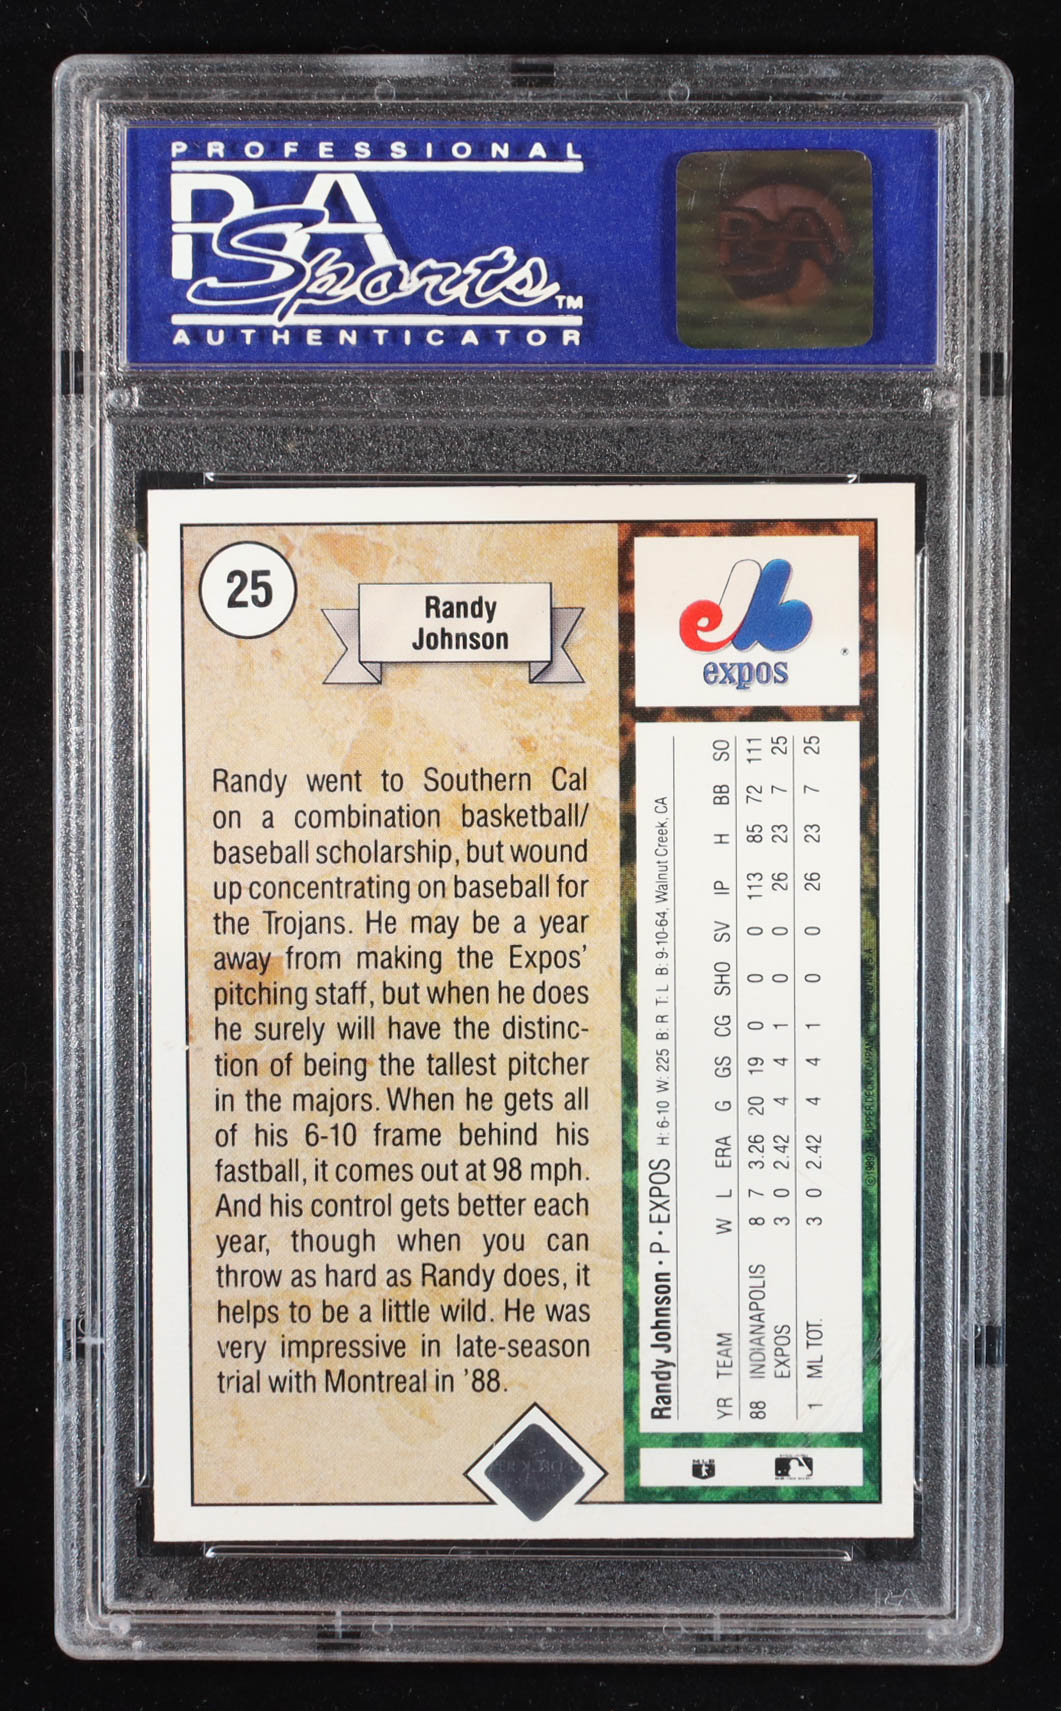 PROFESSIONAL
PSA
Sports™
AUTHENTICATOR
PSA
25
Randy
Johnson
expos
®
Randy went to Southern Cal
on a combination basketball/
baseball scholarship, but wound
up concentrating on baseball for
the Trojans. He may be a year
away from making the Expos'
pitching staff, but when he does
he surely will have the distinc-
tion of being the tallest pitcher
in the majors. When he gets all
of his 6-10 frame behind his
fastball, it comes out at 98 mph.
And his control gets better each
year, though when you can
throw as hard as Randy does, it
helps to be a little wild. He was
very impressive in late-season
trial with Montreal in '88.
Randy Johnson · P · EXPOS H: 6-10 W: 225 B: R T: L B: 9-10-64, Walnut Creek, CA
YR TEAM W L ERA G GS CG SHO SV IP H BB SO
88 INDIANAPOLIS 8 7 3.26 20 19 0 0 0 113 85 72 111
EXPOS 3 0 2.42 4 4 1 0 0 26 23 7 25
1 ML TOT. 3 0 2.42 4 4 1 0 0 26 23 7 25
©1989 UPPER DECK COMPANY
PSA